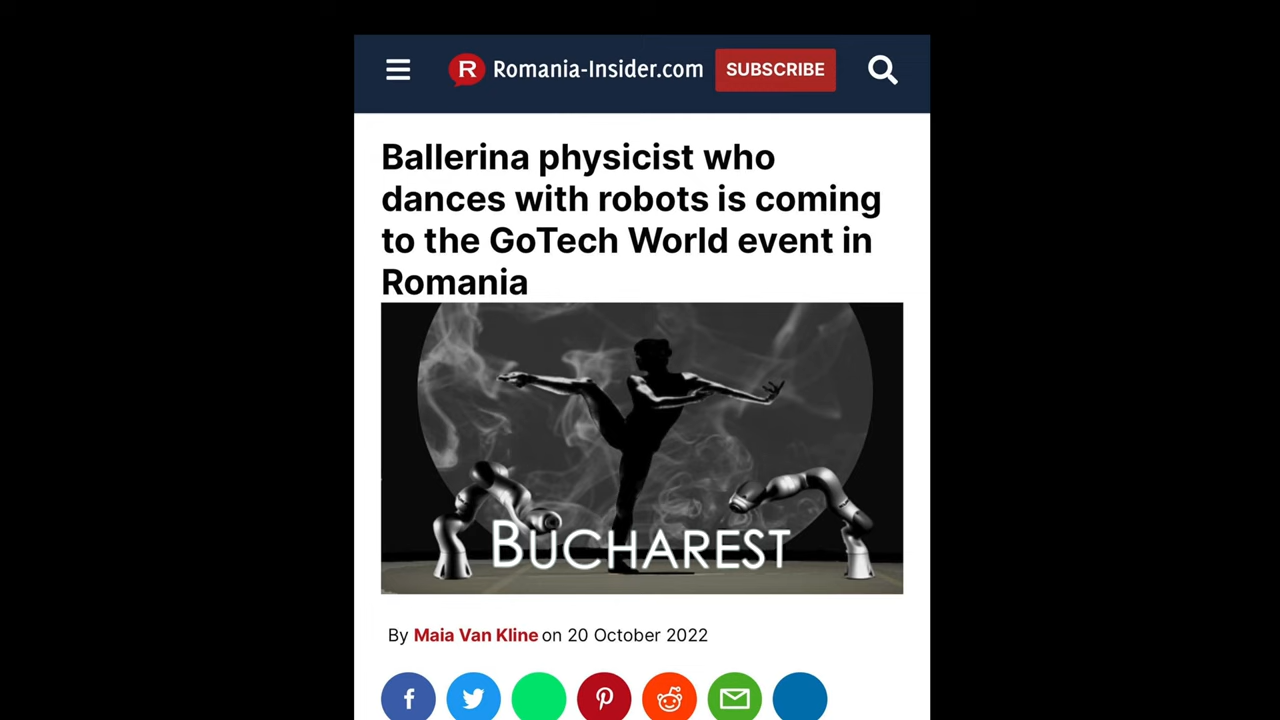 R Romania-Insider.com SUBSCRIBE
Ballerina physicist who
dances with robots is coming
to the GoTech World event in
Romania
BUCHAREST
By Maia Van Kline on 20 October 2022